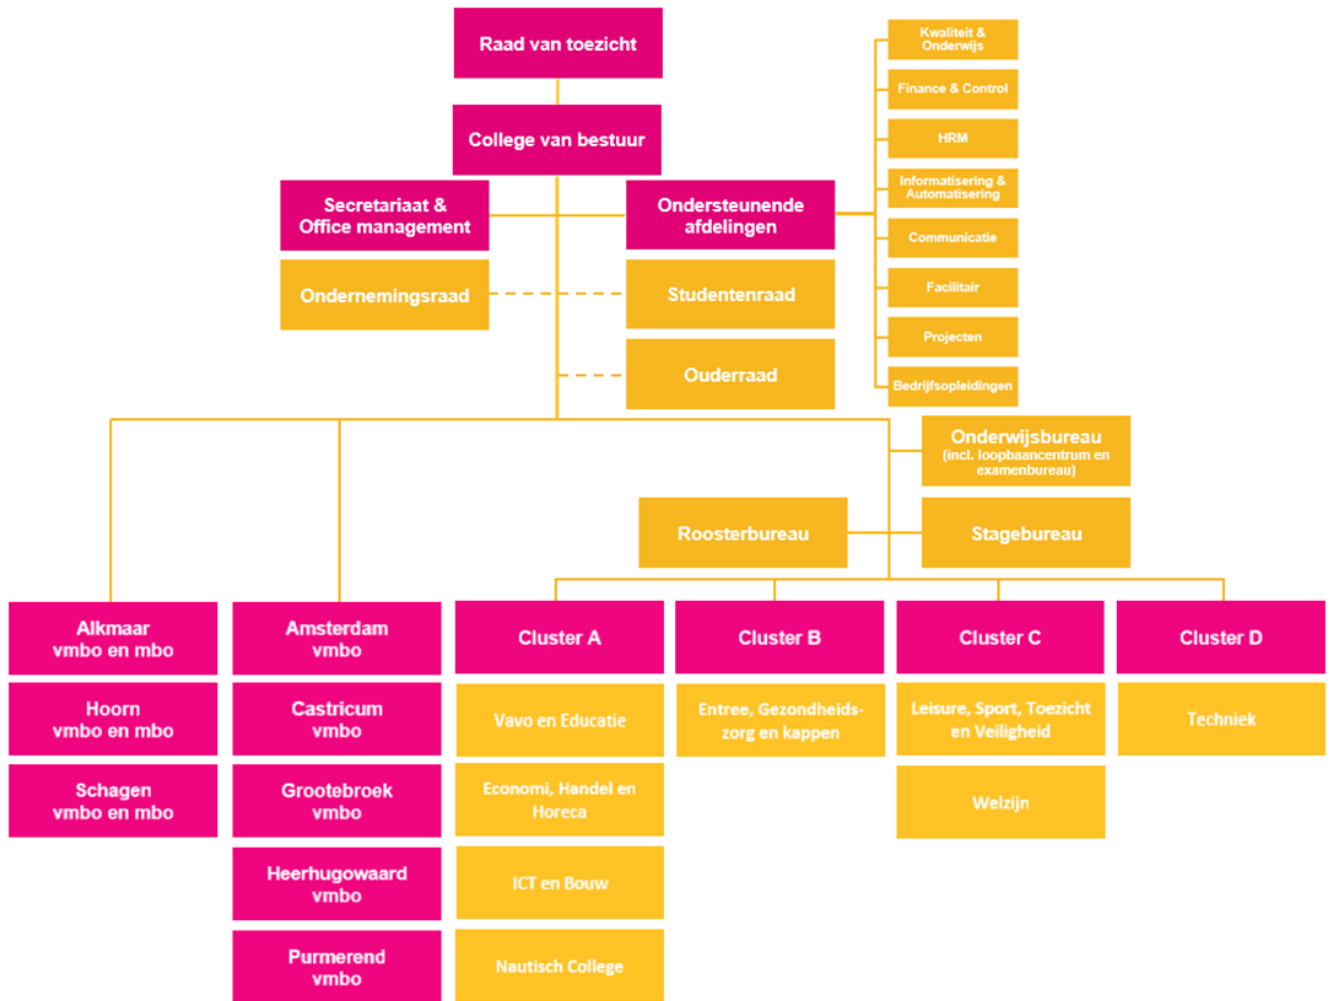 Raad van toezicht
College van bestuur
Secretariaat &
Office management
Ondersteunende
afdelingen
Ondernemingsraad
Studentenraad
Ouderraad
Kwaliteit &
Onderwijs
Finance & Control
HRM
Informatisering &
Automatisering
Communicatie
Facilitair
Projecten
Bedrijfsopleidingen
Onderwijsbureau
(incl. loopbaancentrum en
examenbureau)
Roosterbureau
Stagebureau
Alkmaar
vmbo en mbo
Hoorn
vmbo en mbo
Schagen
vmbo en mbo
Amsterdam
vmbo
Castricum
vmbo
Grootebroek
vmbo
Heerhugowaard
vmbo
Purmerend
vmbo
Cluster A
Vavo en Educatie
Economi, Handel en
Horeca
ICT en Bouw
Nautisch College
Cluster B
Entree, Gezondheids-
zorg en kappen
Cluster C
Leisure, Sport, Toezicht
en Veiligheid
Welzijn
Cluster D
Techniek